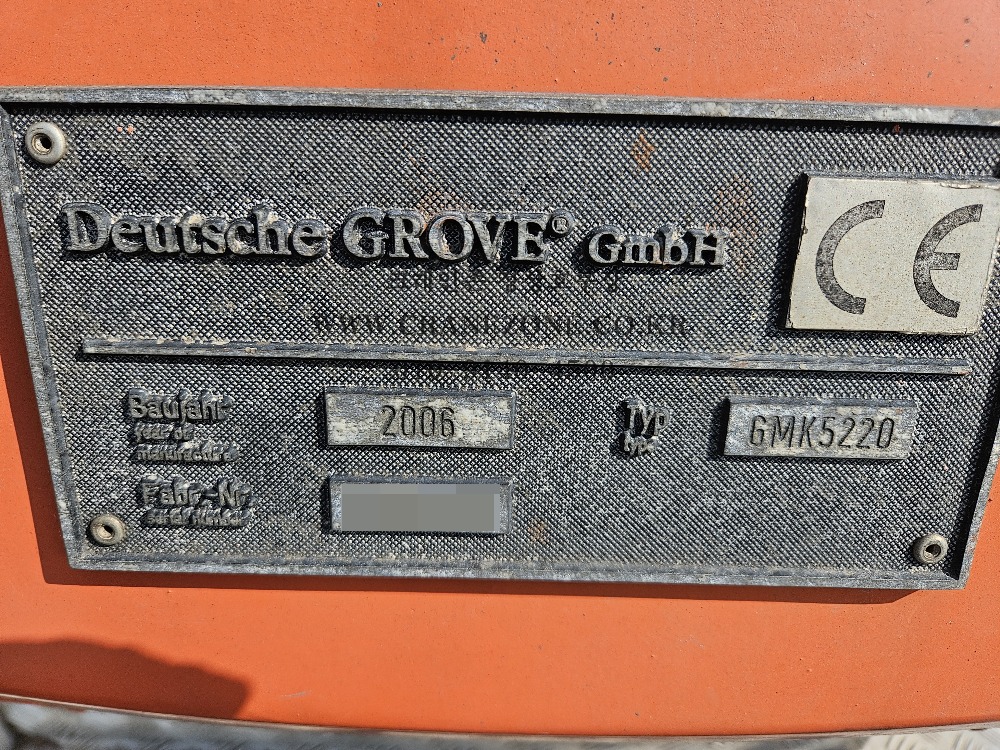 Deutsche GROVE® GmbH
CE
WWW.CRANEZONE.CO.KR
Baujahr
year of
manufacture
2006
Typ
type
GMK5220
Fabr.-Nr
serial number